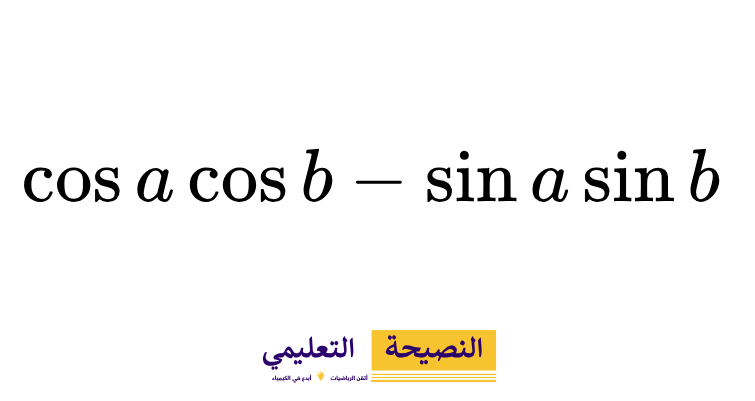 cos a cos b − sin a sin b
النصيحة التعليمي
أتقن الرياضيات أبدع في الكيمياء